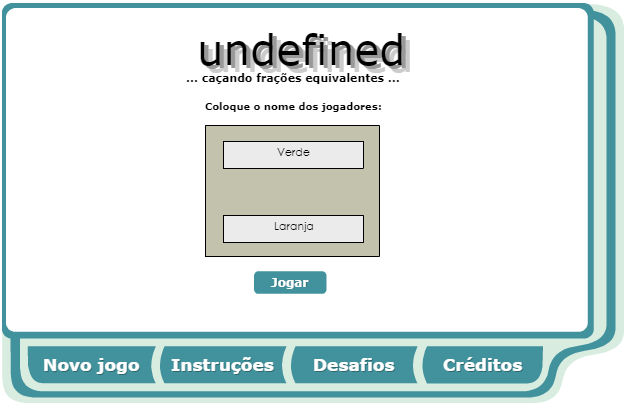 undefined
... caçando frações equivalentes ...
Coloque o nome dos jogadores:
Verde
Laranja
Jogar
Novo jogo Instruções Desafios Créditos